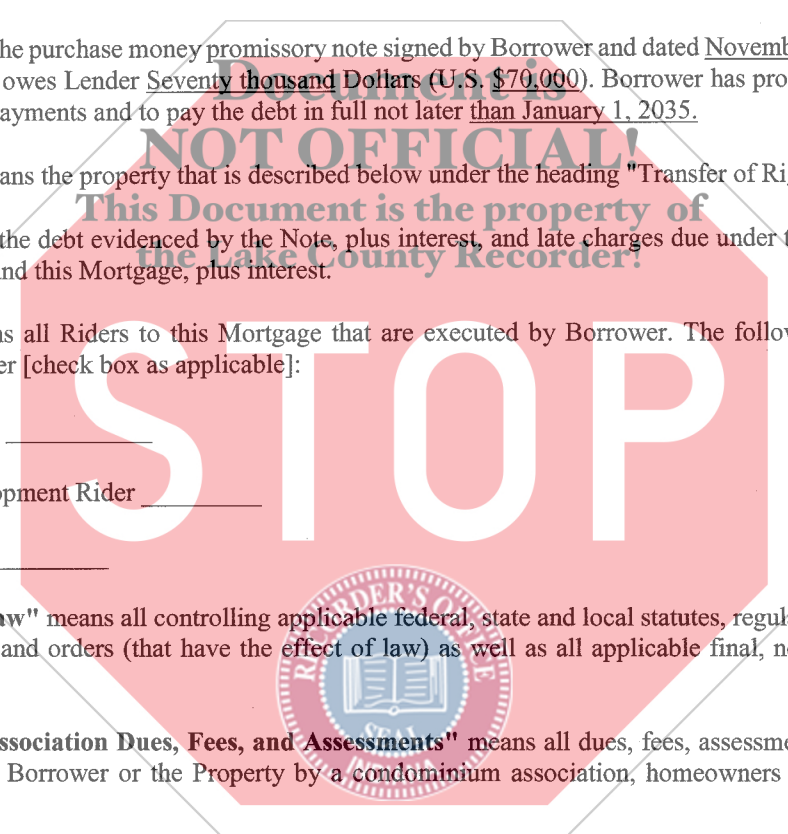 he purchase money promissory note signed by Borrower and dated Novemb
owes Lender Seventy thousand Dollars (U.S. $70,000). Borrower has pro
ayments and to pay the debt in full not later than January 1, 2035.
ans the property that is described below under the heading "Transfer of Ri
the debt evidenced by the Note, plus interest, and late charges due under t
nd this Mortgage, plus interest.
s all Riders to this Mortgage that are executed by Borrower. The follow
er [check box as applicable]:
opment Rider
aw" means all controlling applicable federal, state and local statutes, regul
and orders (that have the effect of law) as well as all applicable final, n
ssociation Dues, Fees, and Assessments" means all dues, fees, assessme
Borrower or the Property by a condominium association, homeowners
Document is
NOT OFFICIAL!
This Document is the property of
the Lake County Recorder!
STOP
RECORDER'S OFFICE
SEAL
INDIANA